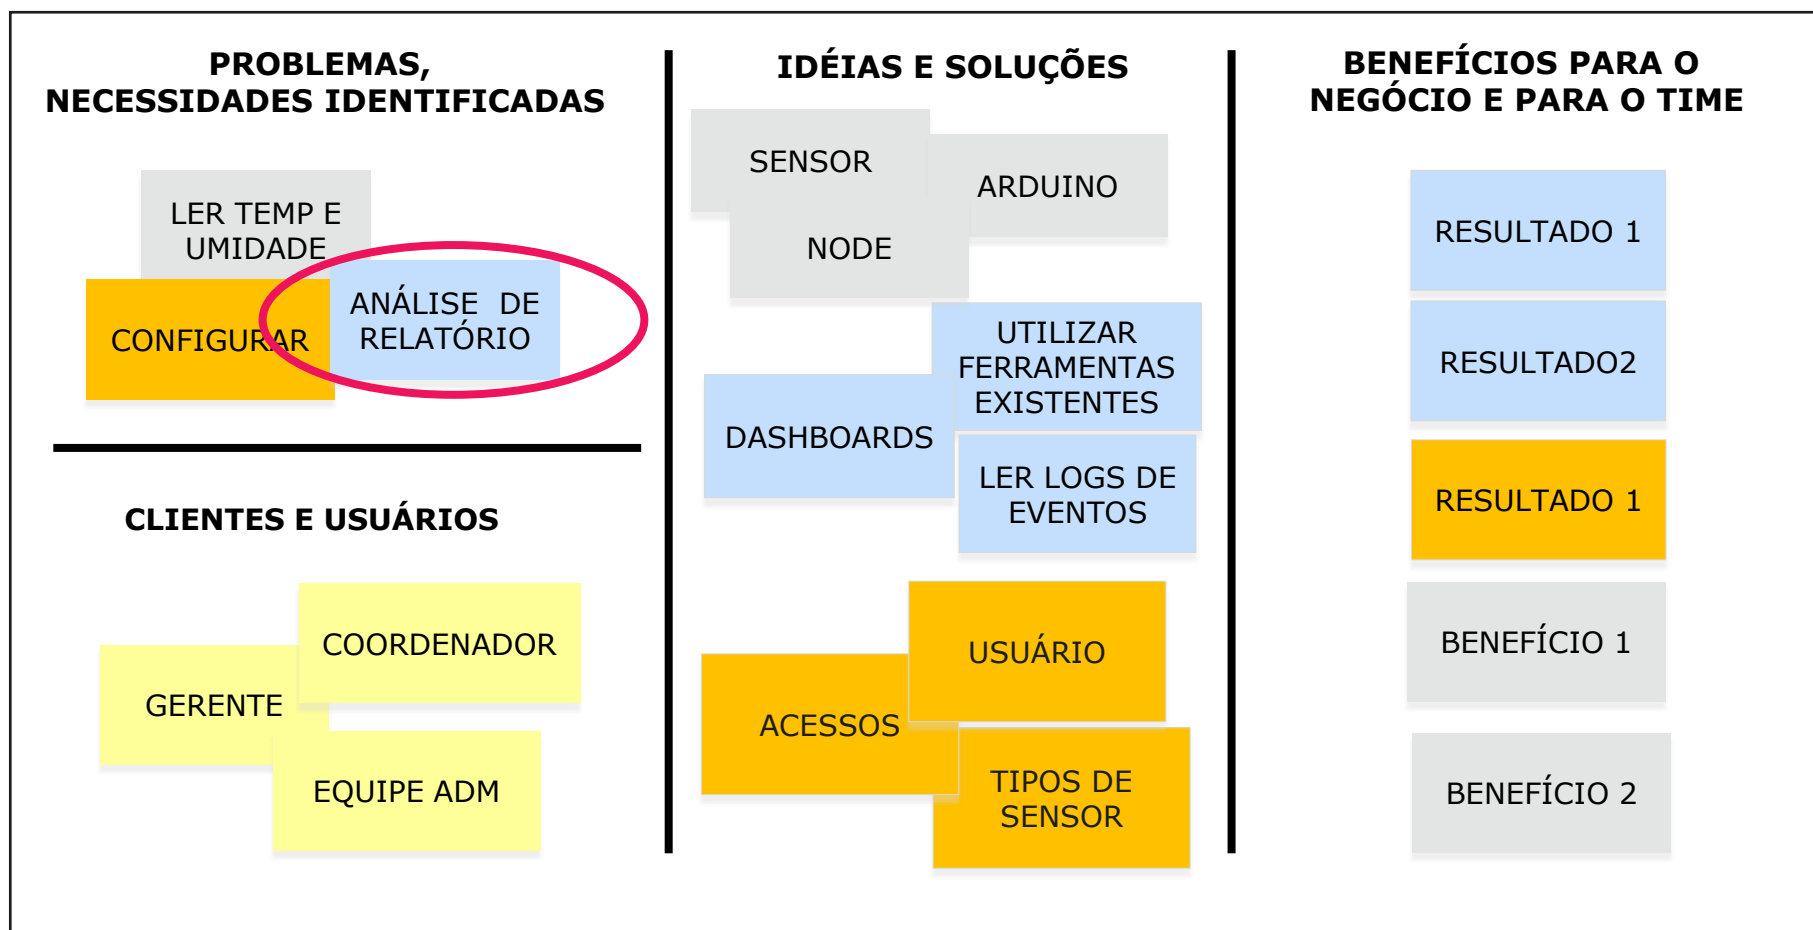 PROBLEMAS,
NECESSIDADES IDENTIFICADAS
LER TEMP E
UMIDADE
CONFIGURAR
ANÁLISE DE
RELATÓRIO
CLIENTES E USUÁRIOS
COORDENADOR
GERENTE
EQUIPE ADM
IDÉIAS E SOLUÇÕES
SENSOR
ARDUINO
NODE
UTILIZAR
FERRAMENTAS
EXISTENTES
DASHBOARDS
LER LOGS DE
EVENTOS
USUÁRIO
ACESSOS
TIPOS DE
SENSOR
BENEFÍCIOS PARA O
NEGÓCIO E PARA O TIME
RESULTADO 1
RESULTADO2
RESULTADO 1
BENEFÍCIO 1
BENEFÍCIO 2